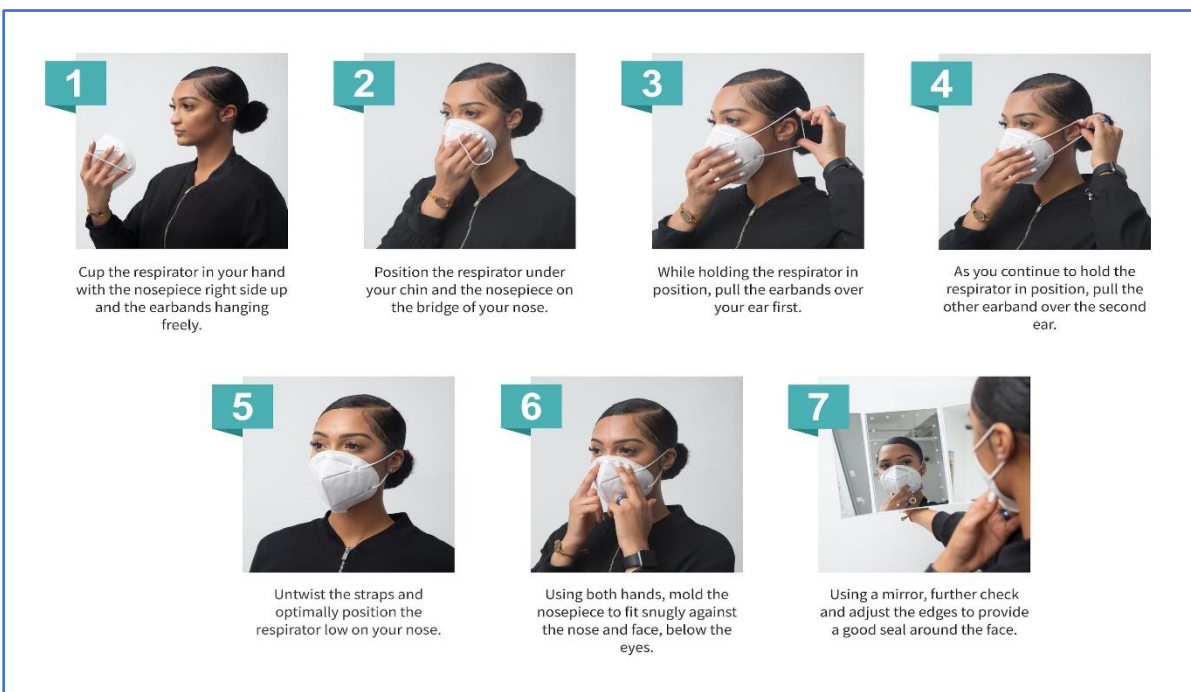 1
Cup the respirator in your hand
with the nosepiece right side up
and the earbands hanging
freely.
2
Position the respirator under
your chin and the nosepiece on
the bridge of your nose.
3
While holding the respirator in
position, pull the earbands over
your ear first.
4
As you continue to hold the
respirator in position, pull the
other earband over the second
ear.
5
Untwist the straps and
optimally position the
respirator low on your nose.
6
Using both hands, mold the
nosepiece to fit snugly against
the nose and face, below the
eyes.
7
Using a mirror, further check
and adjust the edges to provide
a good seal around the face.